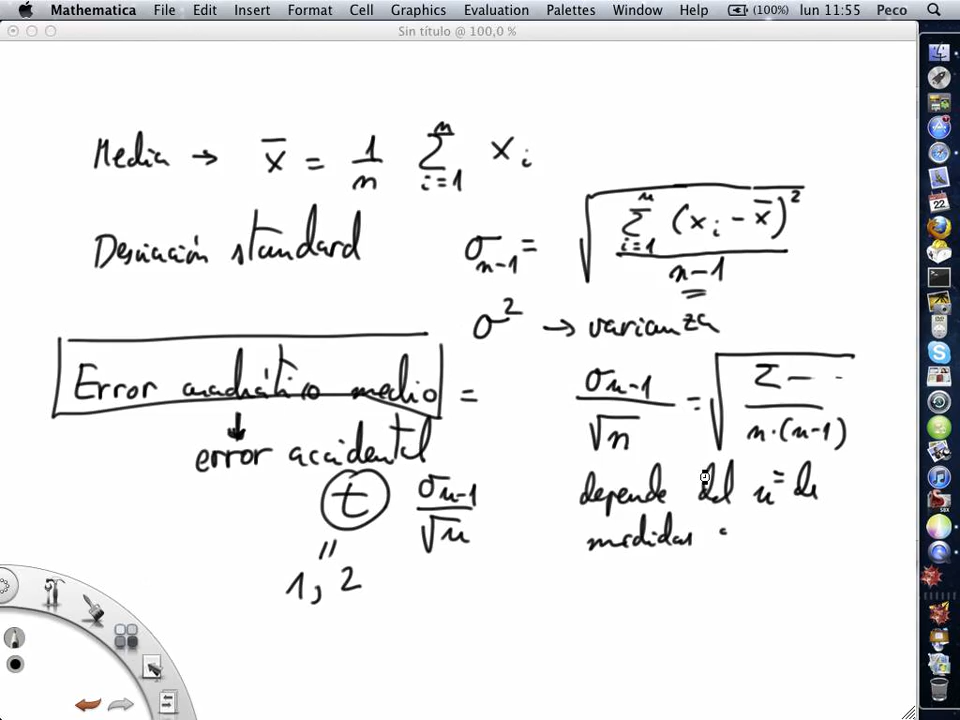 Mathematica File Edit Insert Format Cell Graphics Evaluation Palettes Window Help (100%) lun 11:55 Peco
Sin título @ 100,0 %
Media → x̄ = 1/n ∑_{i=1}^{n} x_i
Desviación standard σ_{n-1} = √(∑_{i=1}^{n} (x_i - x̄)² / n-1)
σ² → varianza
Error cuadrático medio = σ_{n-1}/√n = √(∑ - - - / n·(n-1))
↓
error accidental
t σ_{n-1}/√n
depende del nº de
medidas
"
1, 2
22